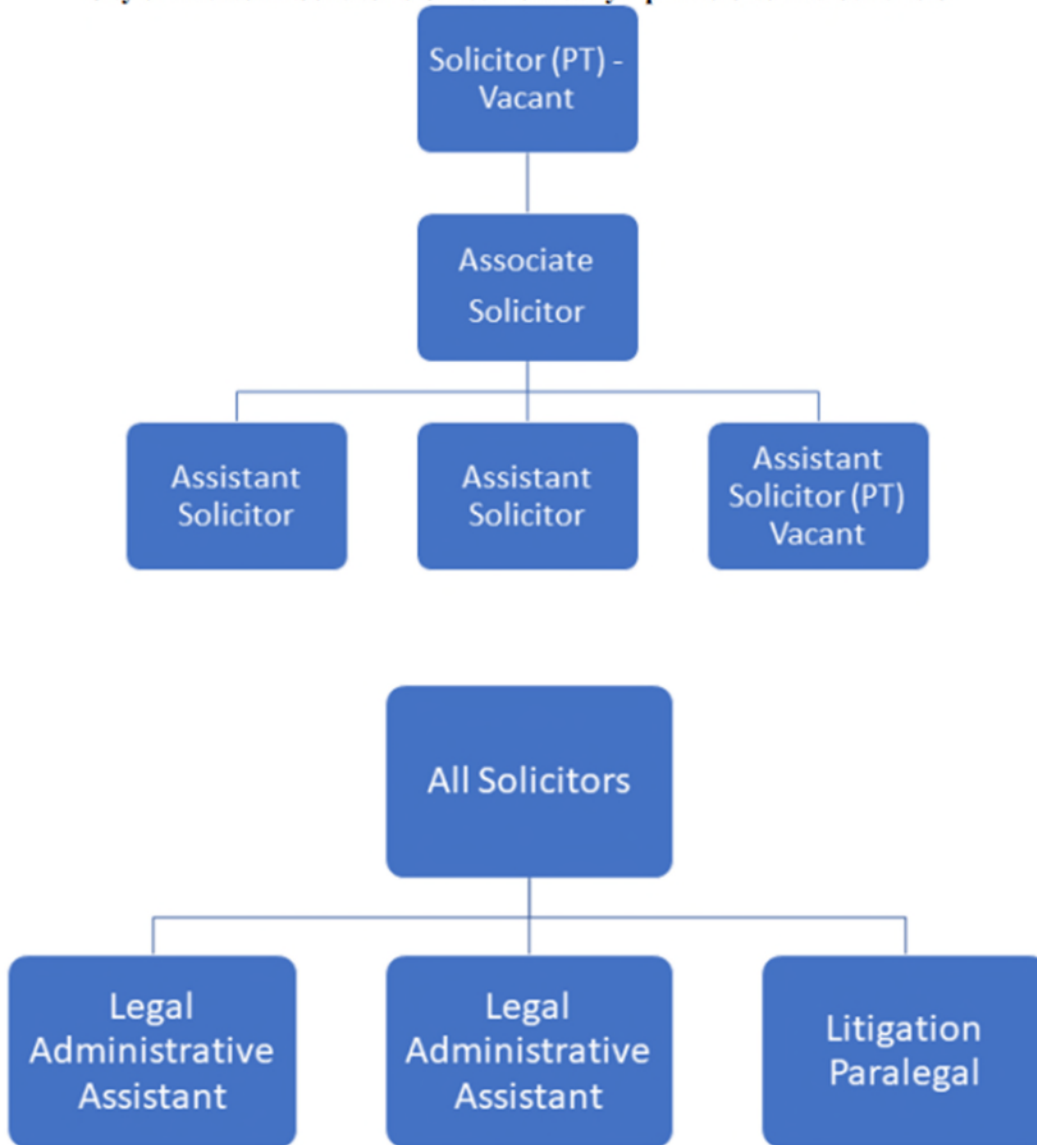 Solicitor (PT) -
Vacant
Associate
Solicitor
Assistant
Solicitor
Assistant
Solicitor
Assistant
Solicitor (PT)
Vacant
All Solicitors
Legal
Administrative
Assistant
Legal
Administrative
Assistant
Litigation
Paralegal